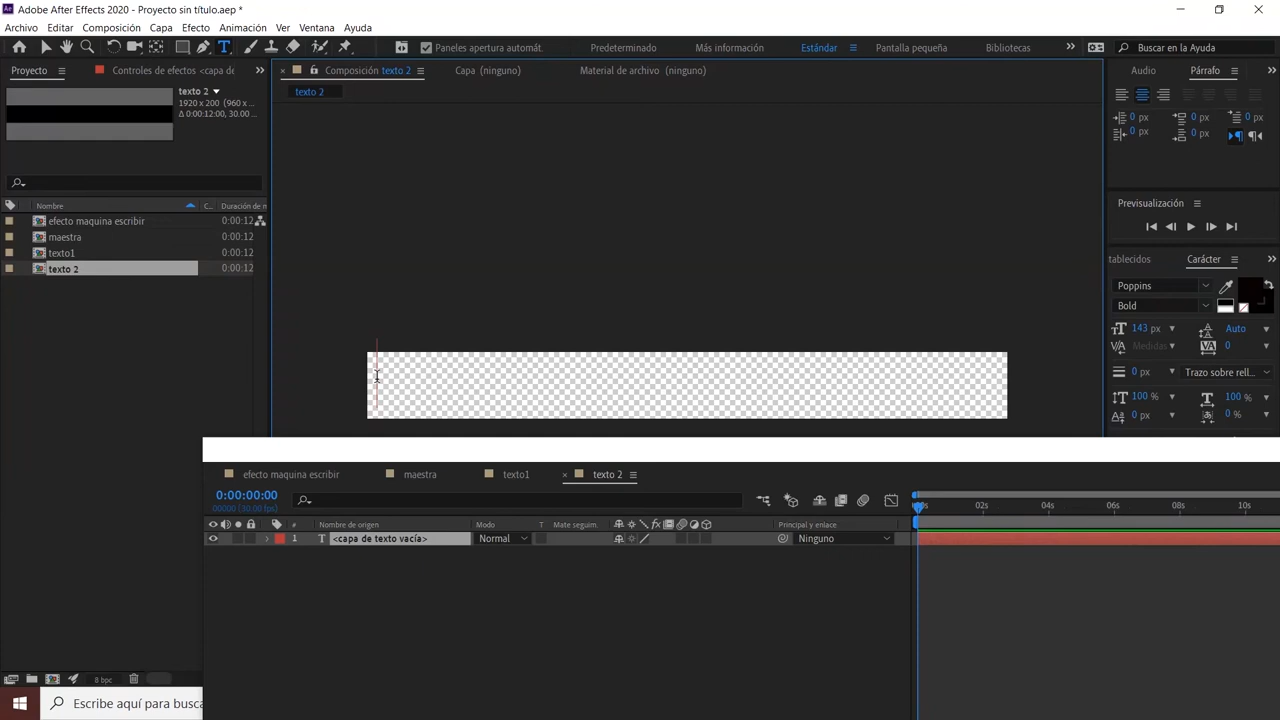 Adobe After Effects 2020 - Proyecto sin título.aep *
Archivo Editar Composición Capa Efecto Animación Ver Ventana Ayuda
Paneles apertura automát. Predeterminado Más información Estándar Pantalla pequeña Bibliotecas Buscar en la Ayuda
Proyecto Controles de efectos <capa de Composición texto 2 Capa (ninguno) Material de archivo (ninguno) Audio Párrafo
texto 2
1920 x 200 (960 x ...
Δ 0:00:12:00, 30.00 ...
texto 2
0 px 0 px 0 px
0 px 0 px
Nombre C... Duración de m
efecto maquina escribir 0:00:12
maestra 0:00:12
texto1 0:00:12
texto 2 0:00:12
Previsualización
tablecidos Carácter
Poppins
Bold
143 px Auto
Medidas 0
0 px Trazo sobre rell...
100 % 100 %
0 px 0 %
efecto maquina escribir maestra texto1 texto 2
0:00:00:00
00000 (30.00 fps)
02s 04s 06s 08s 10s
# Nombre de origen Modo T Mate seguim. Principal y enlace
1 T <capa de texto vacía> Normal Ninguno
8 bpc
Escribe aquí para busca